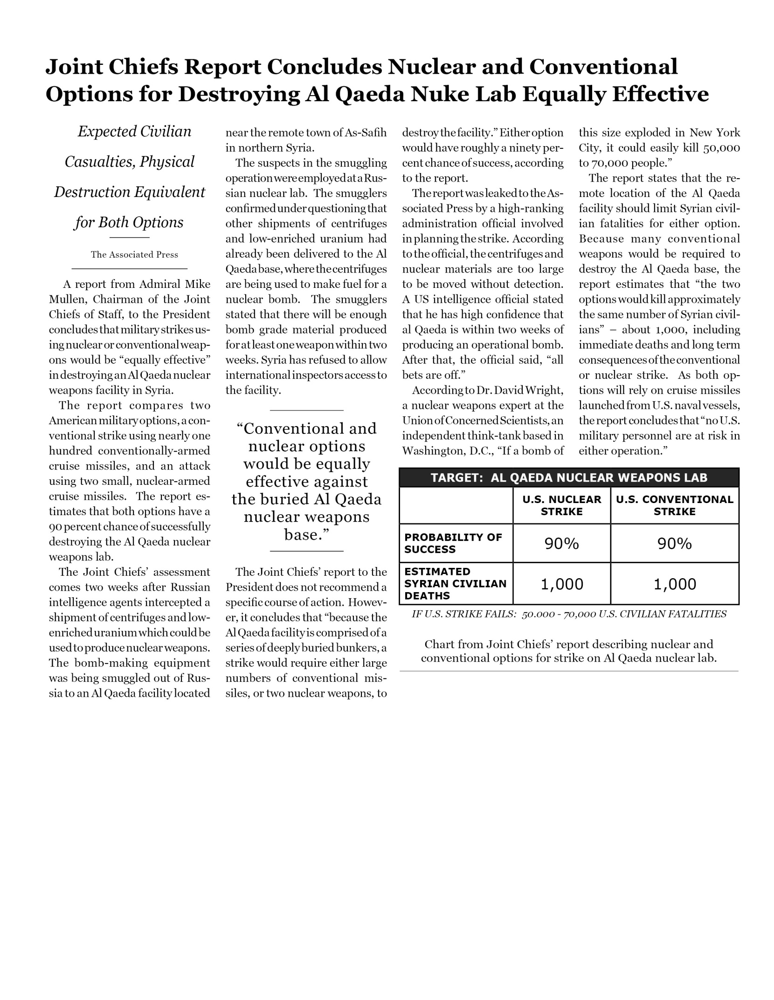 Joint Chiefs Report Concludes Nuclear and Conventional
Options for Destroying Al Qaeda Nuke Lab Equally Effective
Expected Civilian
Casualties, Physical
Destruction Equivalent
for Both Options
The Associated Press
A report from Admiral Mike
Mullen, Chairman of the Joint
Chiefs of Staff, to the President
concludes that military strikes us-
ing nuclear or conventional weap-
ons would be “equally effective”
in destroying an Al Qaeda nuclear
weapons facility in Syria.
The report compares two
American military options, a con-
ventional strike using nearly one
hundred conventionally-armed
cruise missiles, and an attack
using two small, nuclear-armed
cruise missiles. The report es-
timates that both options have a
90 percent chance of successfully
destroying the Al Qaeda nuclear
weapons lab.
The Joint Chiefs’ assessment
comes two weeks after Russian
intelligence agents intercepted a
shipment of centrifuges and low-
enriched uranium which could be
used to produce nuclear weapons.
The bomb-making equipment
was being smuggled out of Rus-
sia to an Al Qaeda facility located
near the remote town of As-Safih
in northern Syria.
The suspects in the smuggling
operation were employed at a Rus-
sian nuclear lab. The smugglers
confirmed under questioning that
other shipments of centrifuges
and low-enriched uranium had
already been delivered to the Al
Qaeda base, where the centrifuges
are being used to make fuel for a
nuclear bomb. The smugglers
stated that there will be enough
bomb grade material produced
for at least one weapon within two
weeks. Syria has refused to allow
international inspectors access to
the facility.
“Conventional and
nuclear options
would be equally
effective against
the buried Al Qaeda
nuclear weapons
base.”
The Joint Chiefs’ report to the
President does not recommend a
specific course of action. Howev-
er, it concludes that “because the
Al Qaeda facility is comprised of a
series of deeply buried bunkers, a
strike would require either large
numbers of conventional mis-
siles, or two nuclear weapons, to
destroy the facility.” Either option
would have roughly a ninety per-
cent chance of success, according
to the report.
The report was leaked to the As-
sociated Press by a high-ranking
administration official involved
in planning the strike. According
to the official, the centrifuges and
nuclear materials are too large
to be moved without detection.
A US intelligence official stated
that he has high confidence that
al Qaeda is within two weeks of
producing an operational bomb.
After that, the official said, “all
bets are off.”
According to Dr. David Wright,
a nuclear weapons expert at the
Union of Concerned Scientists, an
independent think-tank based in
Washington, D.C., “If a bomb of
this size exploded in New York
City, it could easily kill 50,000
to 70,000 people.”
The report states that the re-
mote location of the Al Qaeda
facility should limit Syrian civil-
ian fatalities for either option.
Because many conventional
weapons would be required to
destroy the Al Qaeda base, the
report estimates that “the two
options would kill approximately
the same number of Syrian civil-
ians” – about 1,000, including
immediate deaths and long term
consequences of the conventional
or nuclear strike. As both op-
tions will rely on cruise missiles
launched from U.S. naval vessels,
the report concludes that “no U.S.
military personnel are at risk in
either operation.”
TARGET: AL QAEDA NUCLEAR WEAPONS LAB
U.S. NUCLEAR STRIKE U.S. CONVENTIONAL STRIKE
PROBABILITY OF SUCCESS 90% 90%
ESTIMATED SYRIAN CIVILIAN DEATHS 1,000 1,000
IF U.S. STRIKE FAILS: 50.000 - 70,000 U.S. CIVILIAN FATALITIES
Chart from Joint Chiefs’ report describing nuclear and
conventional options for strike on Al Qaeda nuclear lab.